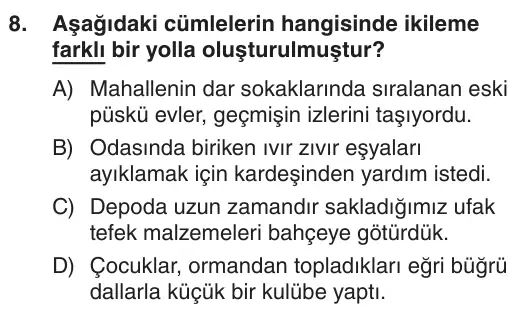 8. Aşağıdaki cümlelerin hangisinde ikileme
farklı bir yolla oluşturulmuştur?
A) Mahallenin dar sokaklarında sıralanan eski
püskü evler, geçmişin izlerini taşıyordu.
B) Odasında biriken ıvır zıvır eşyaları
ayıklamak için kardeşinden yardım istedi.
C) Depoda uzun zamandır sakladığımız ufak
tefek malzemeleri bahçeye götürdük.
D) Çocuklar, ormandan topladıkları eğri büğrü
dallarla küçük bir kulübe yaptı.